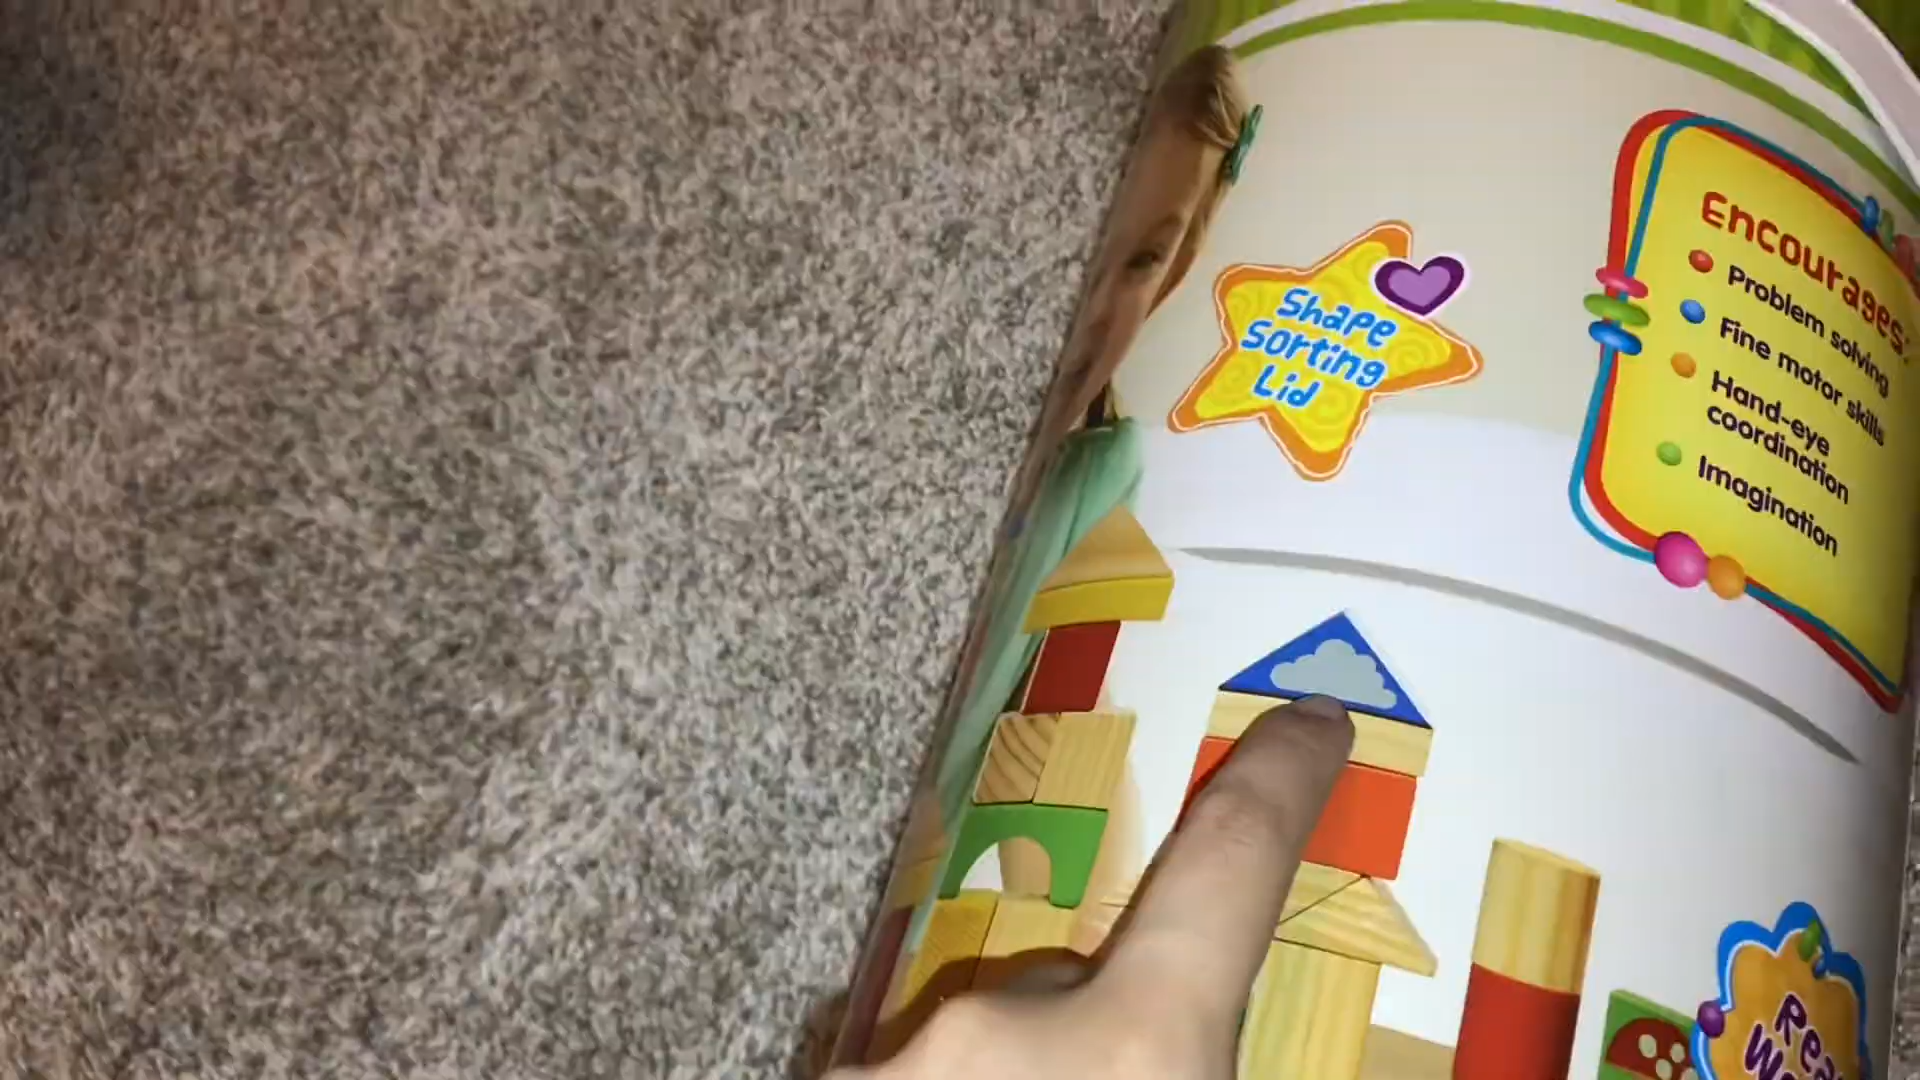 Shape
Sorting
Lid
Encourages:
Problem solving
Fine motor skills
Hand-eye
coordination
Imagination